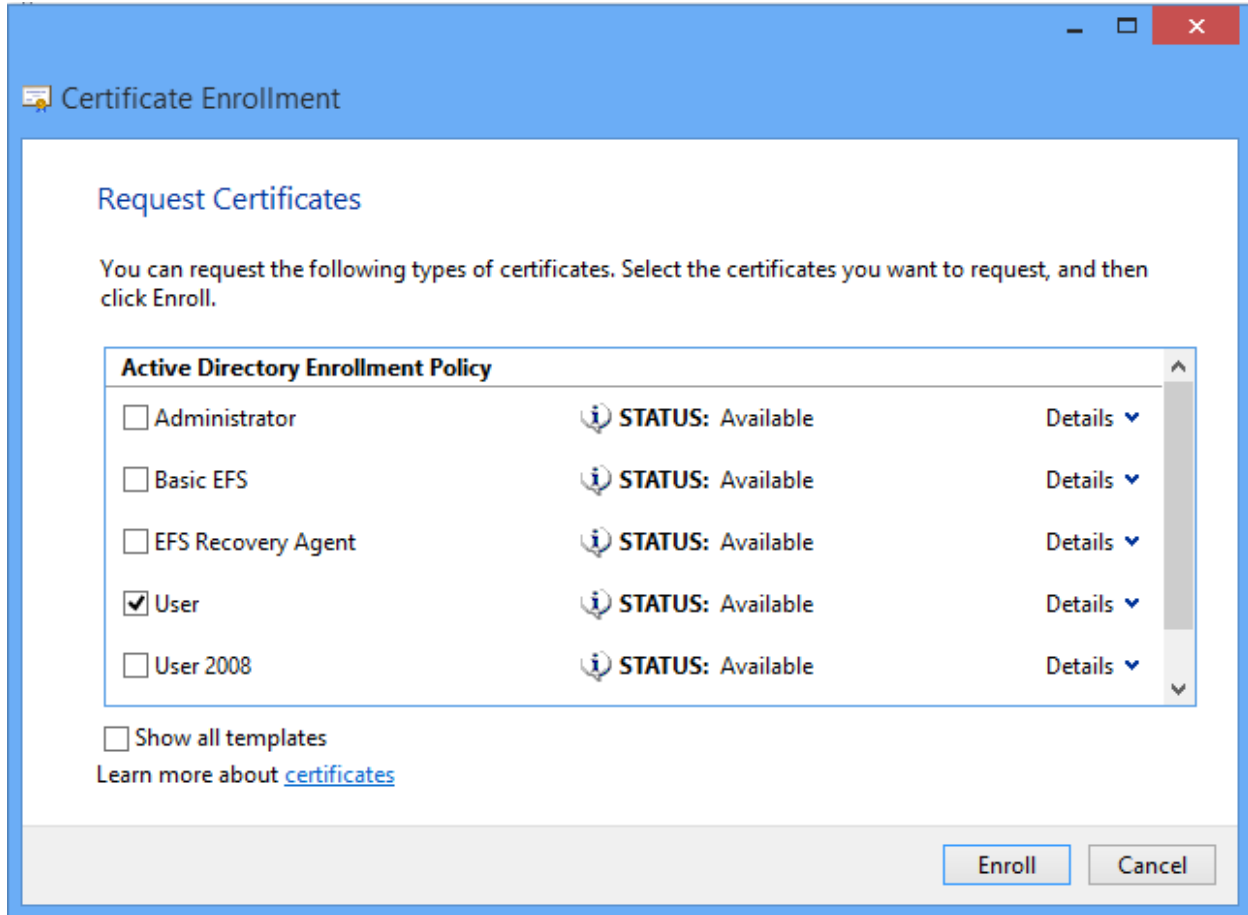 Certificate Enrollment
Request Certificates
You can request the following types of certificates. Select the certificates you want to request, and then
click Enroll.
Active Directory Enrollment Policy
Administrator STATUS: Available Details
Basic EFS STATUS: Available Details
EFS Recovery Agent STATUS: Available Details
User STATUS: Available Details
User 2008 STATUS: Available Details
Show all templates
Learn more about certificates
Enroll Cancel